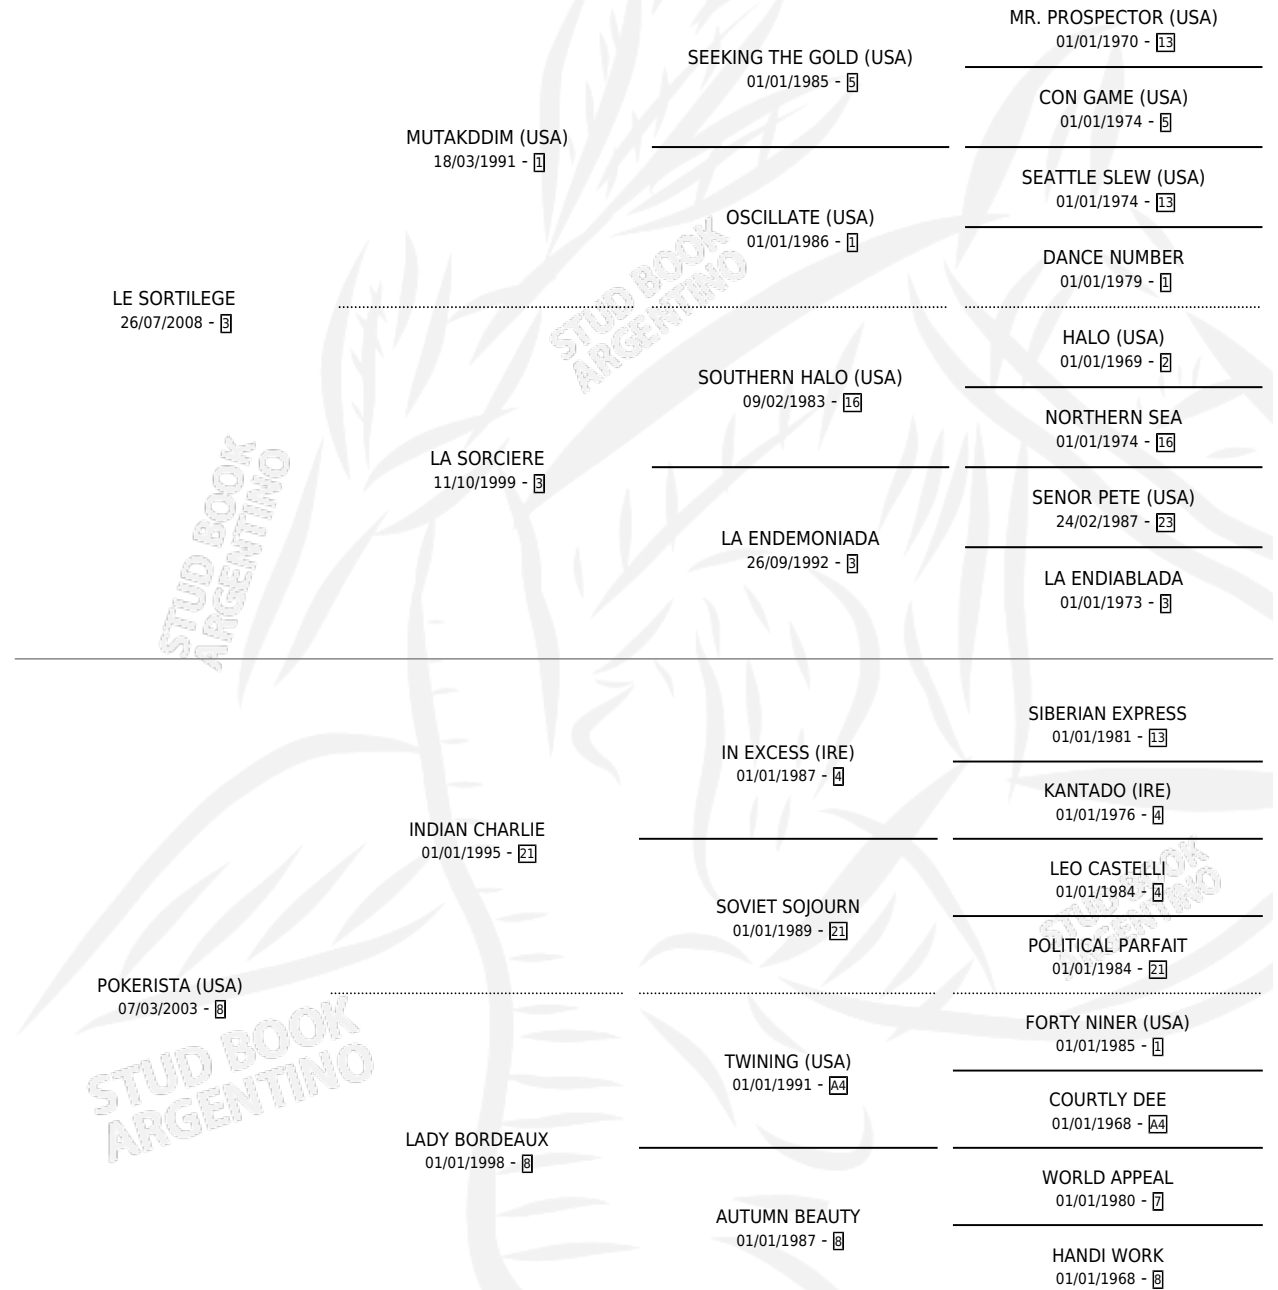 MR. PROSPECTOR (USA)
01/01/1970 - 13
SEEKING THE GOLD (USA)
01/01/1985 - 5
CON GAME (USA)
01/01/1974 - 5
MUTAKDDIM (USA)
18/03/1991 - 1
SEATTLE SLEW (USA)
01/01/1974 - 13
OSCILLATE (USA)
01/01/1986 - 1
DANCE NUMBER
01/01/1979 - 1
LE SORTILEGE
26/07/2008 - 3
HALO (USA)
01/01/1969 - 2
SOUTHERN HALO (USA)
09/02/1983 - 16
NORTHERN SEA
01/01/1974 - 16
LA SORCIERE
11/10/1999 - 3
SENOR PETE (USA)
24/02/1987 - 23
LA ENDEMONIADA
26/09/1992 - 3
LA ENDIABLADA
01/01/1973 - 3
SIBERIAN EXPRESS
01/01/1981 - 13
IN EXCESS (IRE)
01/01/1987 - 4
KANTADO (IRE)
01/01/1976 - 4
INDIAN CHARLIE
01/01/1995 - 21
LEO CASTELLI
01/01/1984 - 4
SOVIET SOJOURN
01/01/1989 - 21
POLITICAL PARFAIT
01/01/1984 - 21
POKERISTA (USA)
07/03/2003 - 8
FORTY NINER (USA)
01/01/1985 - 1
TWINING (USA)
01/01/1991 - A4
COURTLY DEE
01/01/1968 - A4
LADY BORDEAUX
01/01/1998 - 8
WORLD APPEAL
01/01/1980 - 7
AUTUMN BEAUTY
01/01/1987 - 8
HANDI WORK
01/01/1968 - 8
STUD BOOK
ARGENTINO
STUD BOOK
ARGENTINO
STUD BOOK
ARGENTINO
STUD BOOK
ARGENTINO